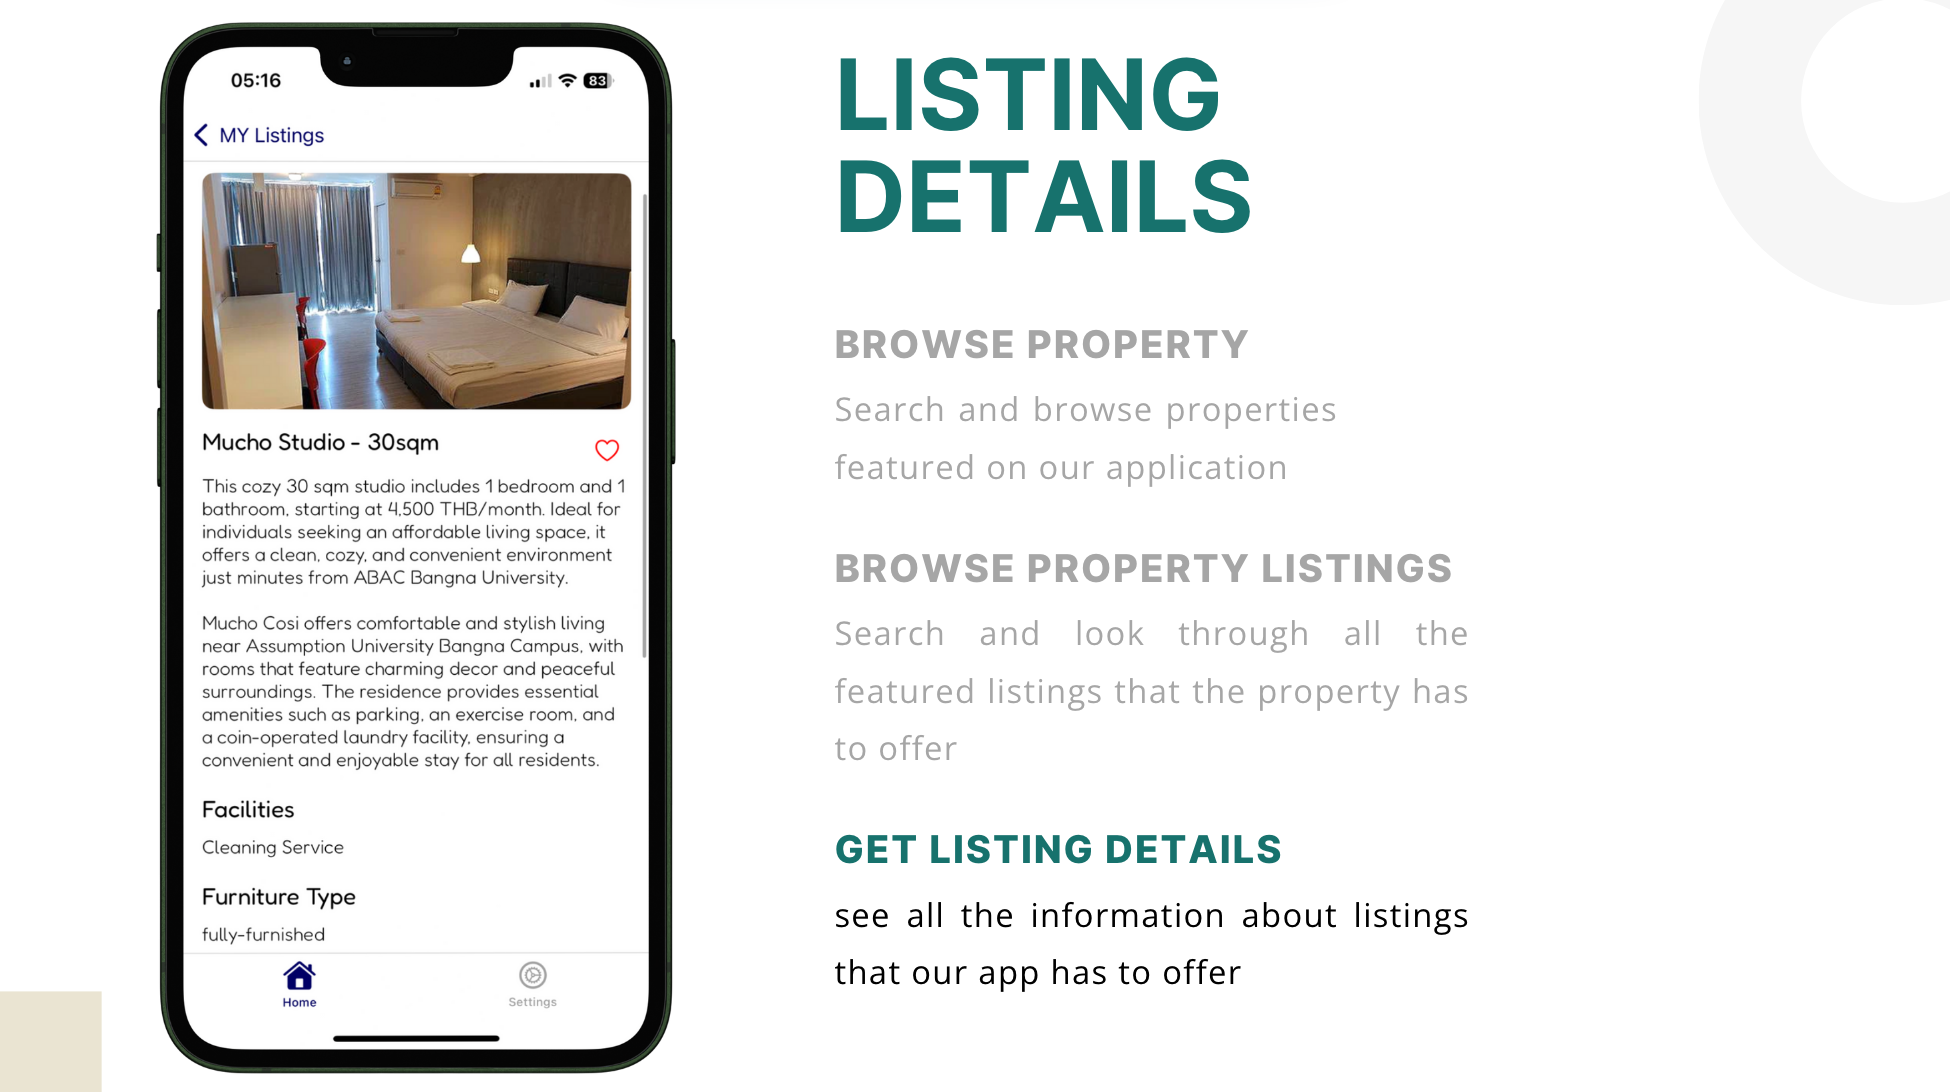 05:16
83
MY Listings
Mucho Studio - 30sqm
This cozy 30 sqm studio includes 1 bedroom and 1
bathroom, starting at 4,500 THB/month. Ideal for
individuals seeking an affordable living space, it
offers a clean, cozy, and convenient environment
just minutes from ABAC Bangna University.
Mucho Cosi offers comfortable and stylish living
near Assumption University Bangna Campus, with
rooms that feature charming decor and peaceful
surroundings. The residence provides essential
amenities such as parking, an exercise room, and
a coin-operated laundry facility, ensuring a
convenient and enjoyable stay for all residents.
Facilities
Cleaning Service
Furniture Type
fully-furnished
Home
Settings
LISTING
DETAILS
BROWSE PROPERTY
Search and browse properties
featured on our application
BROWSE PROPERTY LISTINGS
Search and look through all the
featured listings that the property has
to offer
GET LISTING DETAILS
see all the information about listings
that our app has to offer